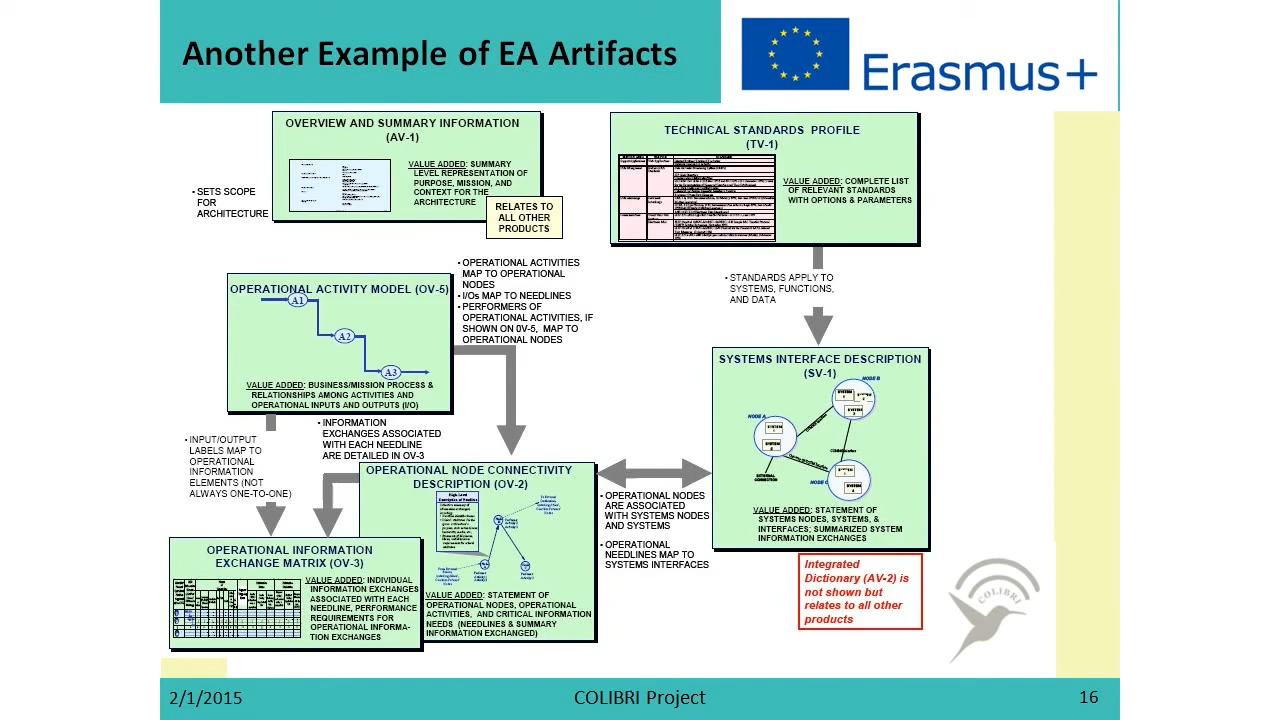 Another Example of EA Artifacts
Erasmus+
OVERVIEW AND SUMMARY INFORMATION
(AV-1)
VALUE ADDED: SUMMARY
LEVEL REPRESENTATION OF
PURPOSE, MISSION, AND
CONTEXT FOR THE
ARCHITECTURE
• SETS SCOPE
FOR
ARCHITECTURE
RELATES TO
ALL OTHER
PRODUCTS
TECHNICAL STANDARDS PROFILE
(TV-1)
VALUE ADDED: COMPLETE LIST
OF RELEVANT STANDARDS
WITH OPTIONS & PARAMETERS
• STANDARDS APPLY TO
SYSTEMS, FUNCTIONS,
AND DATA
OPERATIONAL ACTIVITY MODEL (OV-5)
A1
A2
A3
VALUE ADDED: BUSINESS/MISSION PROCESS &
RELATIONSHIPS AMONG ACTIVITIES AND
OPERATIONAL INPUTS AND OUTPUTS (I/O)
• OPERATIONAL ACTIVITIES
MAP TO OPERATIONAL
NODES
• I/Os MAP TO NEEDLINES
• PERFORMERS OF
OPERATIONAL ACTIVITIES, IF
SHOWN ON 0V-5, MAP TO
OPERATIONAL NODES
SYSTEMS INTERFACE DESCRIPTION
(SV-1)
NODE B
NODE A
NODE C
EXTERNAL
CONNECTION
VALUE ADDED: STATEMENT OF
SYSTEMS NODES, SYSTEMS, &
INTERFACES; SUMMARIZED SYSTEM
INFORMATION EXCHANGES
• INPUT/OUTPUT
LABELS MAP TO
OPERATIONAL
INFORMATION
ELEMENTS (NOT
ALWAYS ONE-TO-ONE)
• INFORMATION
EXCHANGES ASSOCIATED
WITH EACH NEEDLINE
ARE DETAILED IN OV-3
OPERATIONAL NODE CONNECTIVITY
DESCRIPTION (OV-2)
VALUE ADDED: STATEMENT OF
OPERATIONAL NODES, OPERATIONAL
ACTIVITIES, AND CRITICAL INFORMATION
NEEDS (NEEDLINES & SUMMARY
INFORMATION EXCHANGED)
• OPERATIONAL NODES
ARE ASSOCIATED
WITH SYSTEMS NODES
AND SYSTEMS
• OPERATIONAL
NEEDLINES MAP TO
SYSTEMS INTERFACES
OPERATIONAL INFORMATION
EXCHANGE MATRIX (OV-3)
VALUE ADDED: INDIVIDUAL
INFORMATION EXCHANGES
ASSOCIATED WITH EACH
NEEDLINE, PERFORMANCE
REQUIREMENTS FOR
OPERATIONAL INFORMA-
TION EXCHANGES
Integrated
Dictionary (AV-2) is
not shown but
relates to all other
products
COLIBRI
2/1/2015
COLIBRI Project
16